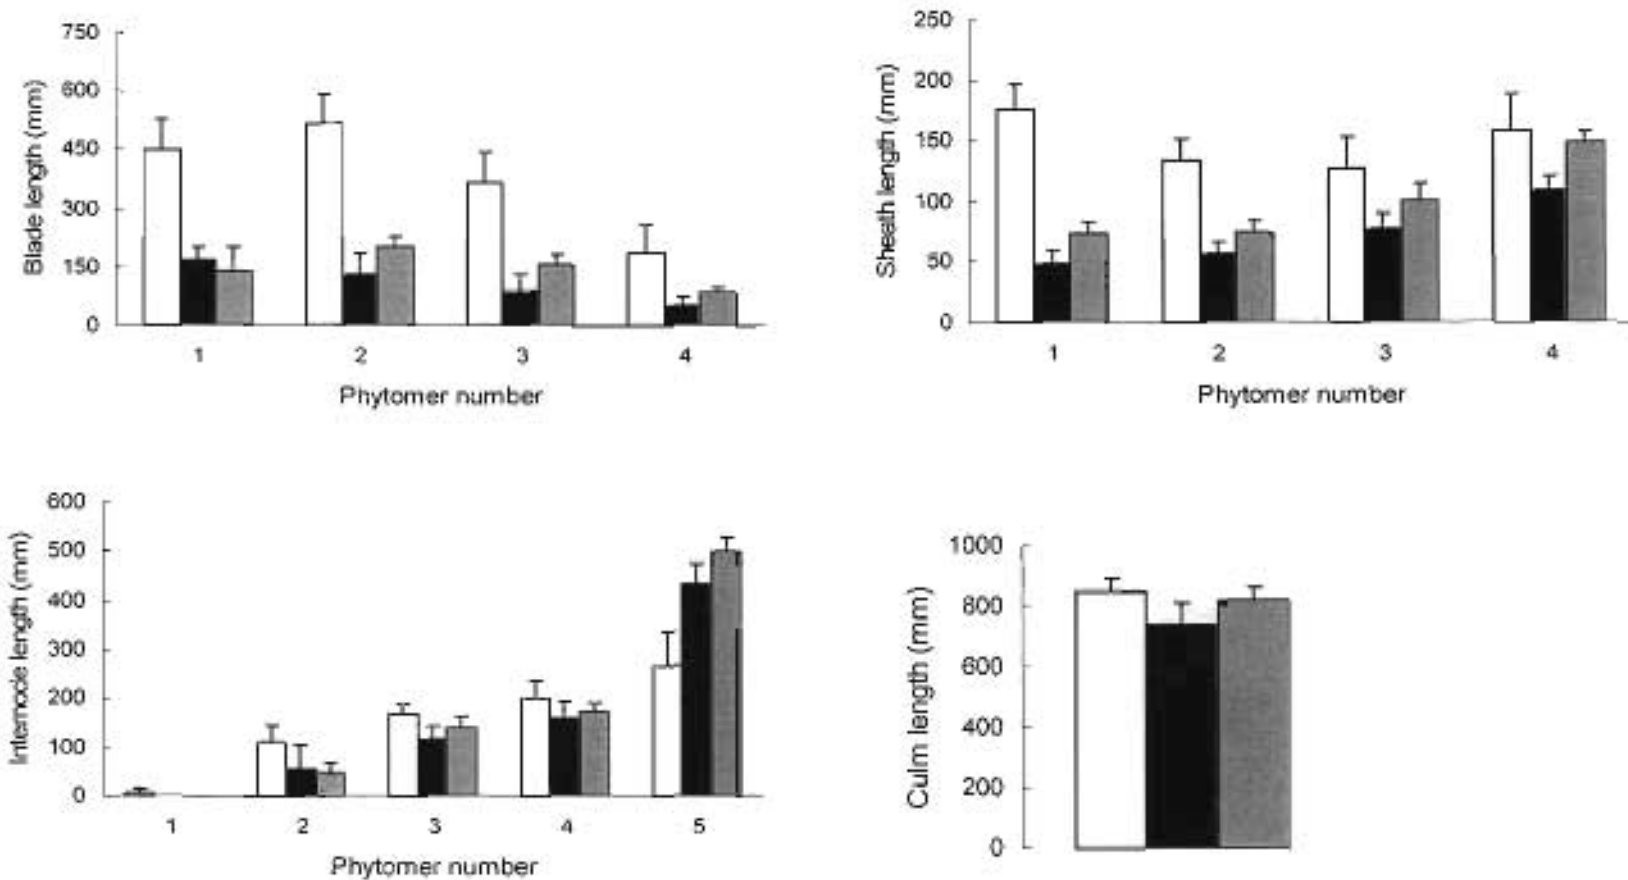 Blade length (mm)
750
600
450
300
150
0
1 2 3 4
Phytomer number
Sheath length (mm)
250
200
150
100
50
0
1 2 3 4
Phytomer number
Internode length (mm)
600
500
400
300
200
100
0
1 2 3 4 5
Phytomer number
Culm length (mm)
1000
800
600
400
200
0